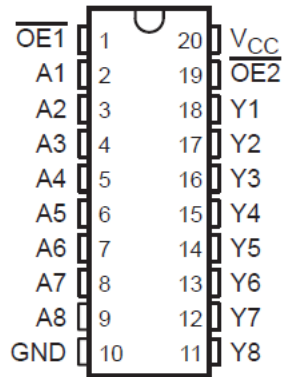 O̅E̅1̅ 1 20 VCC
A1 2 19 O̅E̅2̅
A2 3 18 Y1
A3 4 17 Y2
A4 5 16 Y3
A5 6 15 Y4
A6 7 14 Y5
A7 8 13 Y6
A8 9 12 Y7
GND 10 11 Y8